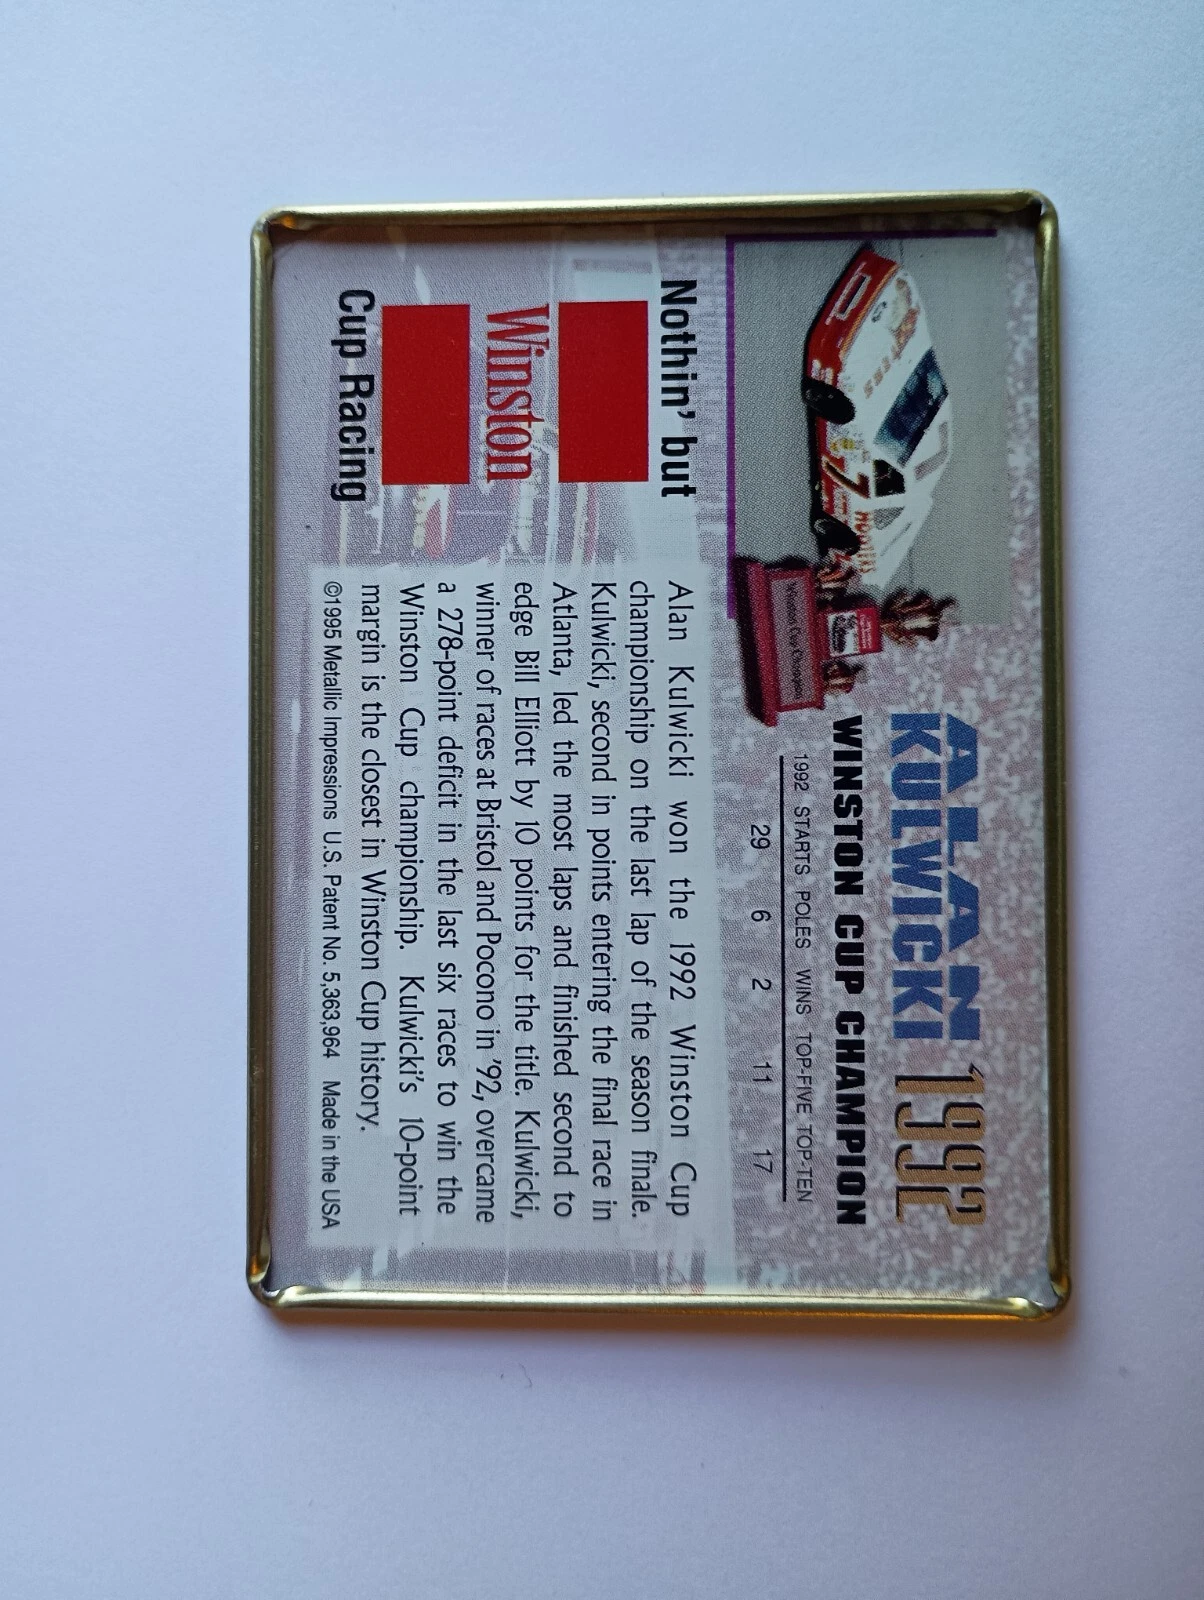 ALAN
KULWICKI 1992
WINSTON CUP CHAMPION
1992 STARTS POLES WINS TOP-FIVE TOP-TEN
29 6 2 11 17
7
HOOTERS
Winston Cup Champion
Nothin' but
Winston
Cup Racing
Alan Kulwicki won the 1992 Winston Cup
championship on the last lap of the season finale.
Kulwicki, second in points entering the final race in
Atlanta, led the most laps and finished second to
edge Bill Elliott by 10 points for the title. Kulwicki,
winner of races at Bristol and Pocono in '92, overcame
a 278-point deficit in the last six races to win the
Winston Cup championship. Kulwicki's 10-point
margin is the closest in Winston Cup history.
©1995 Metallic Impressions U.S. Patent No. 5,363,964 Made in the USA